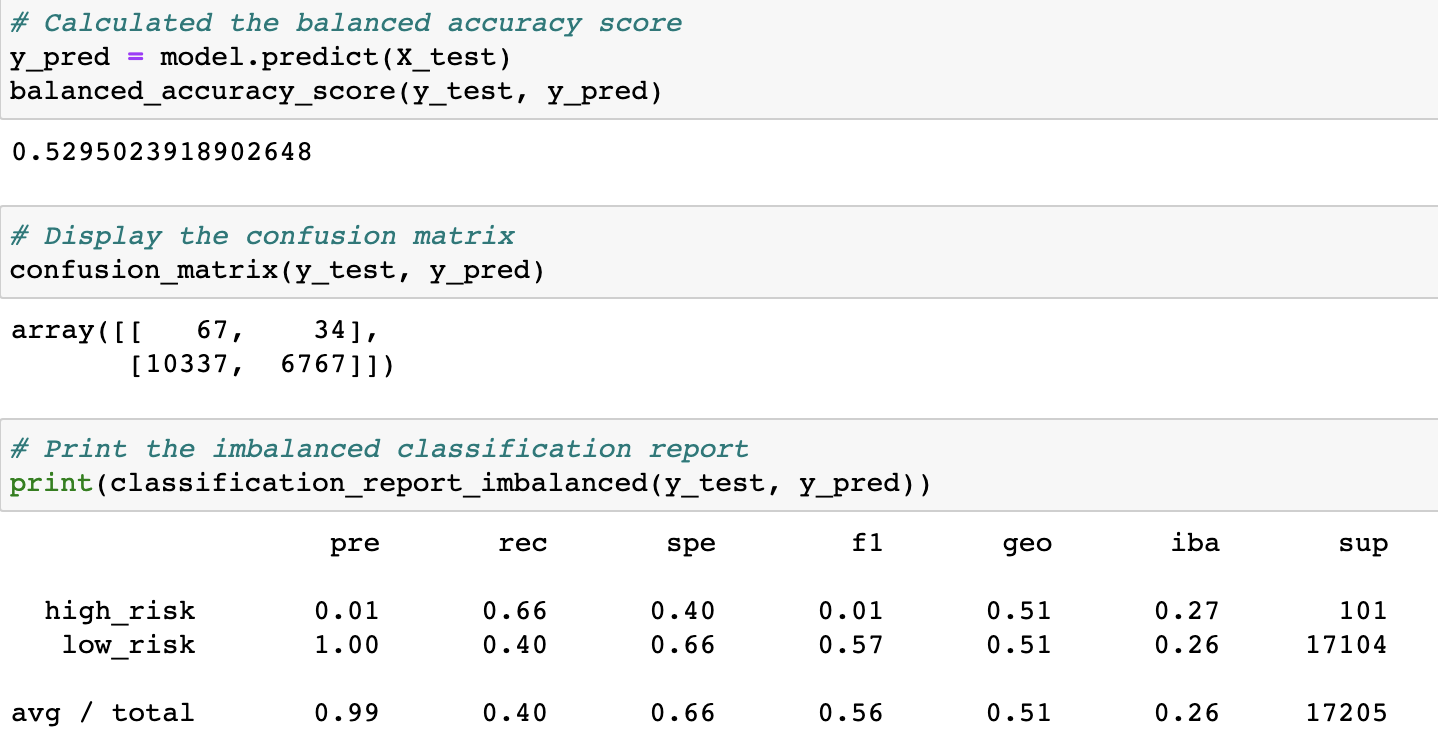 # Calculated the balanced accuracy score
y_pred = model.predict(X_test)
balanced_accuracy_score(y_test, y_pred)
0.5295023918902648
# Display the confusion matrix
confusion_matrix(y_test, y_pred)
array([[   67,    34],
       [10337,  6767]])
# Print the imbalanced classification report
print(classification_report_imbalanced(y_test, y_pred))
pre rec spe f1 geo iba sup
high_risk 0.01 0.66 0.40 0.01 0.51 0.27 101
low_risk 1.00 0.40 0.66 0.57 0.51 0.26 17104
avg / total 0.99 0.40 0.66 0.56 0.51 0.26 17205